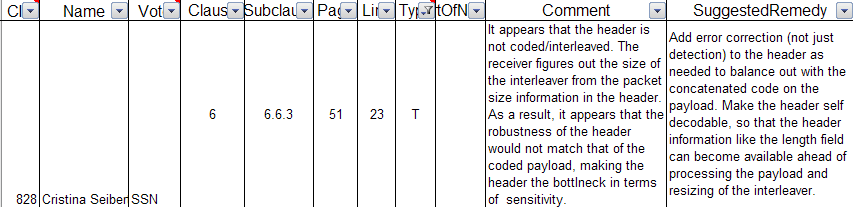 Cl Name Vot Claus Subclau Pag Lin Typ tOfN Comment SuggestedRemedy
It appears that the header is
not coded/interleaved. The
receiver figures out the size of
the interleaver from the packet
size information in the header.
As a result, it appears that the
robustness of the header
would not match that of the
coded payload, making the
header the bottlneck in terms
of sensitivity.
Add error correction (not just
detection) to the header as
needed to balance out with the
concatenated code on the
payload. Make the header self
decodable, so that the header
information like the length field
can become available ahead of
processing the payload and
resizing of the interleaver.
6 6.6.3 51 23 T
828 Cristina Seiber SSN